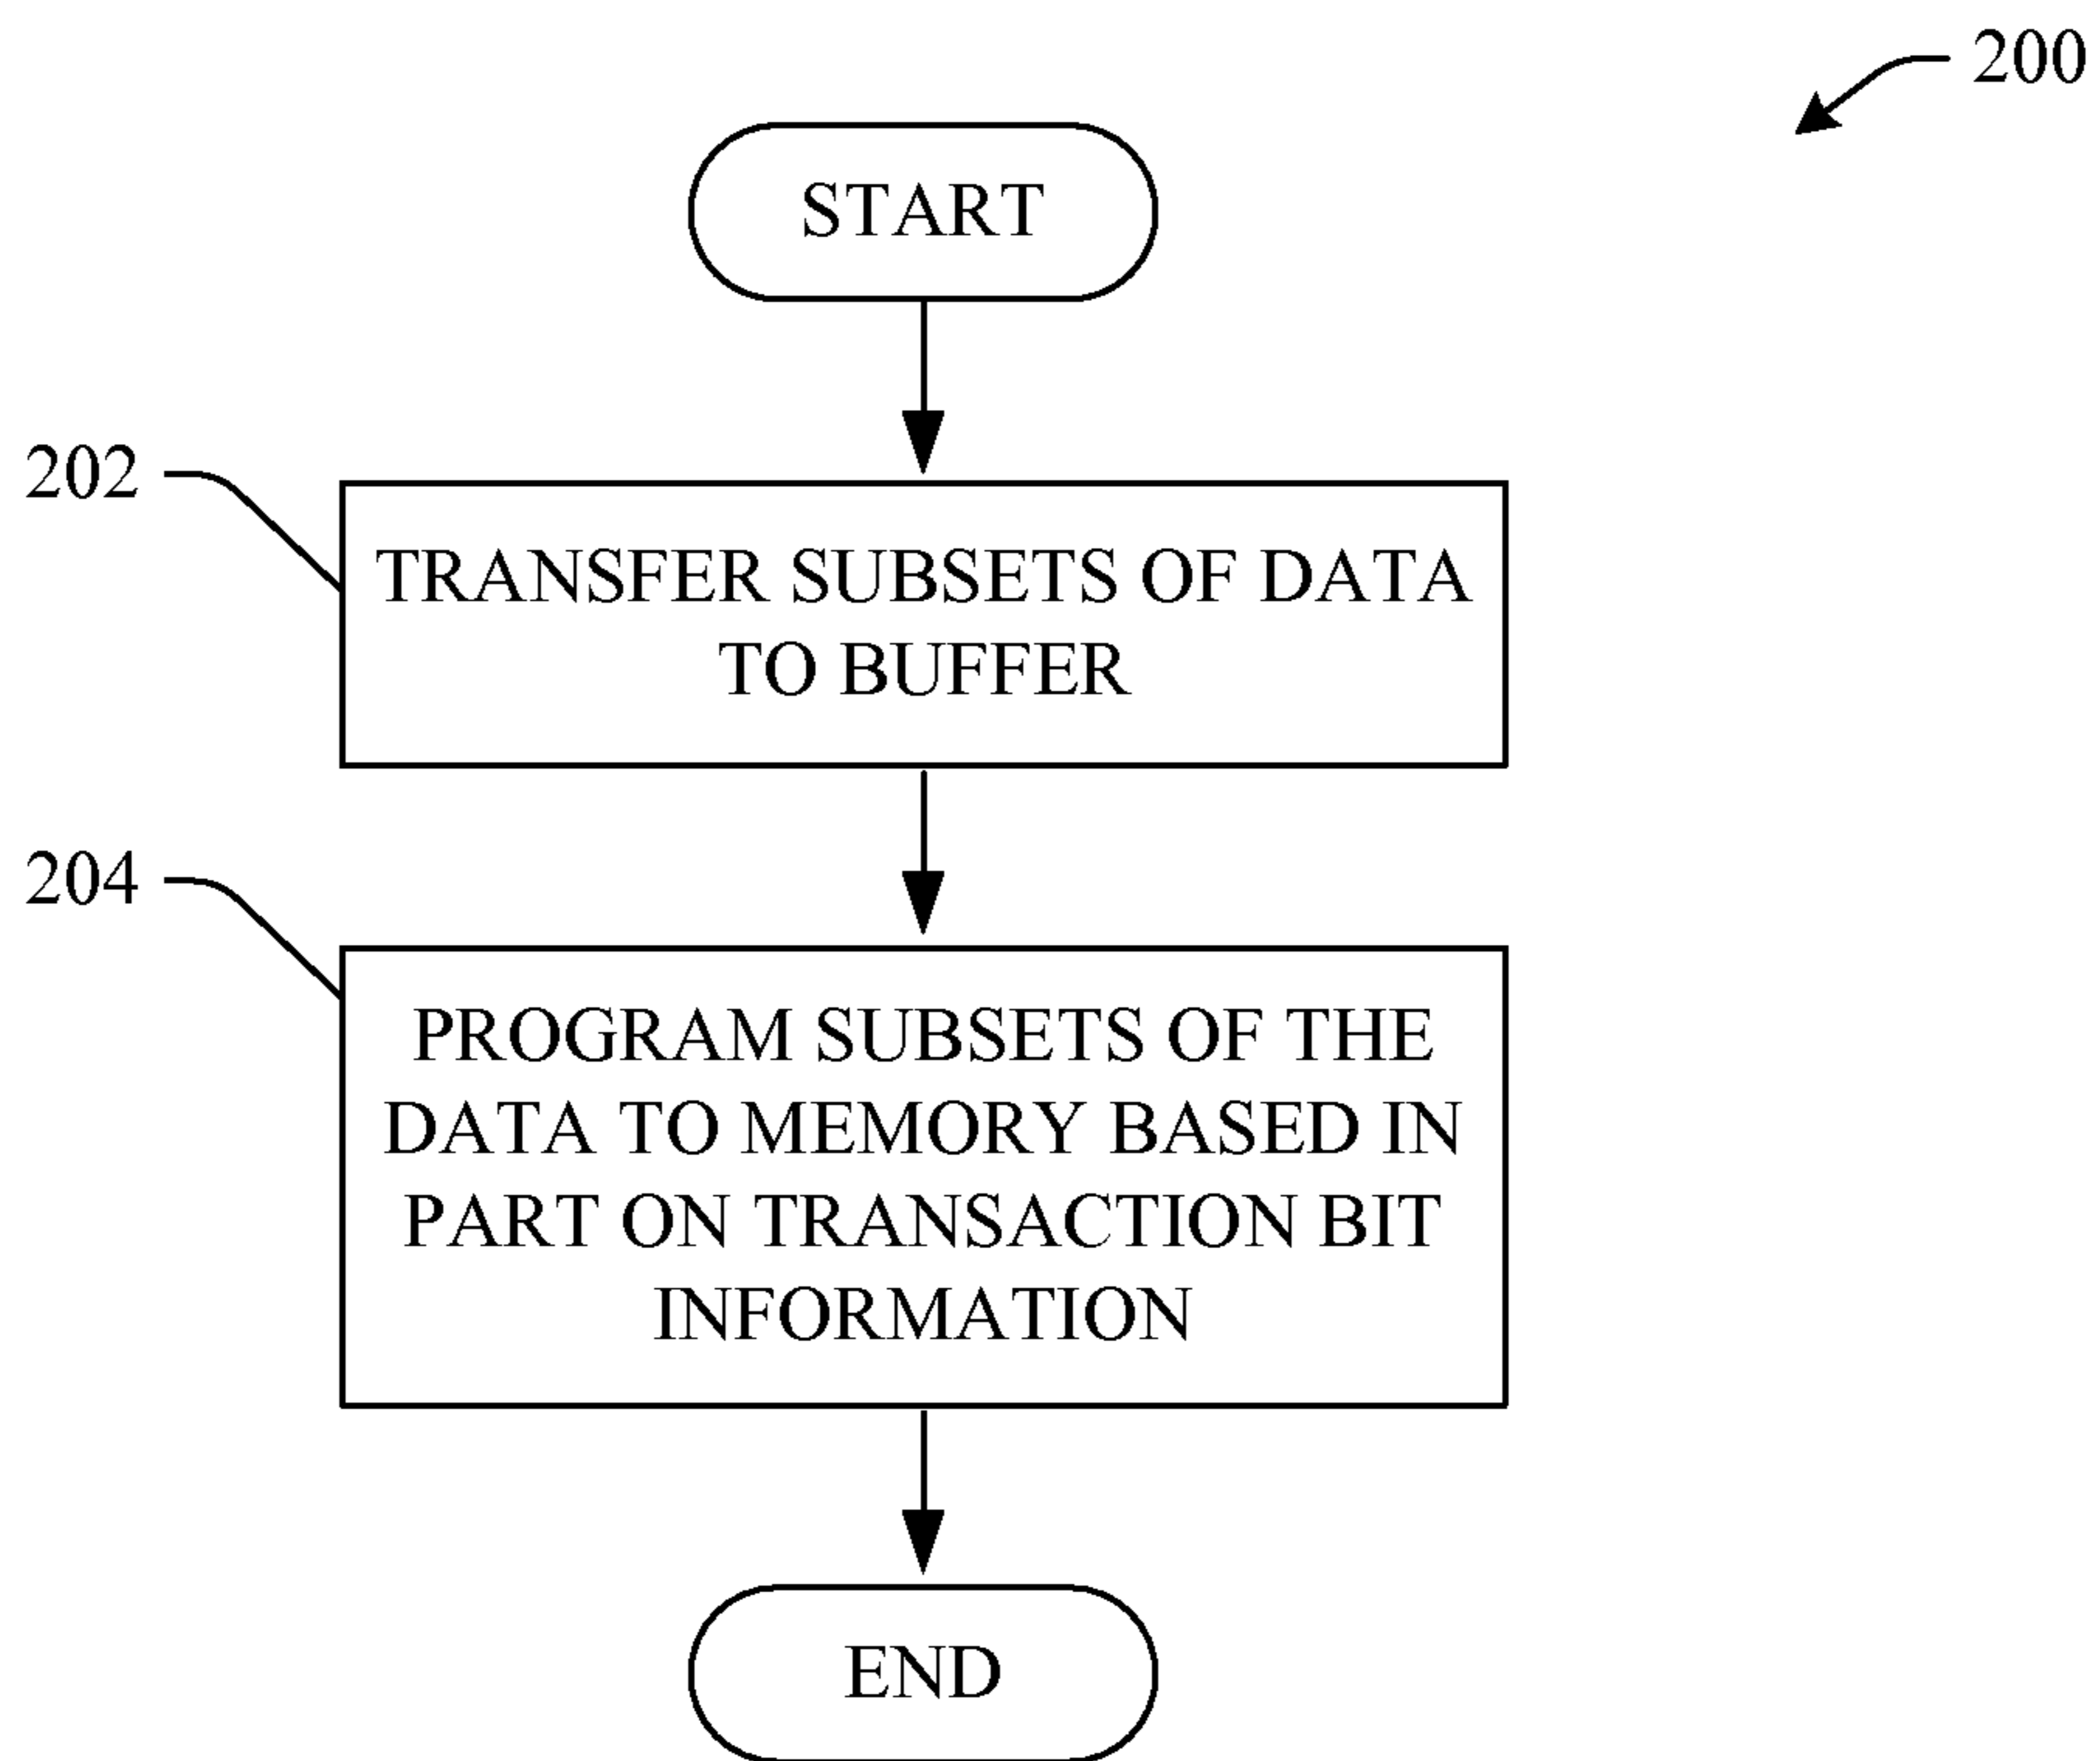 200
START
202
TRANSFER SUBSETS OF DATA
TO BUFFER
204
PROGRAM SUBSETS OF THE
DATA TO MEMORY BASED IN
PART ON TRANSACTION BIT
INFORMATION
END